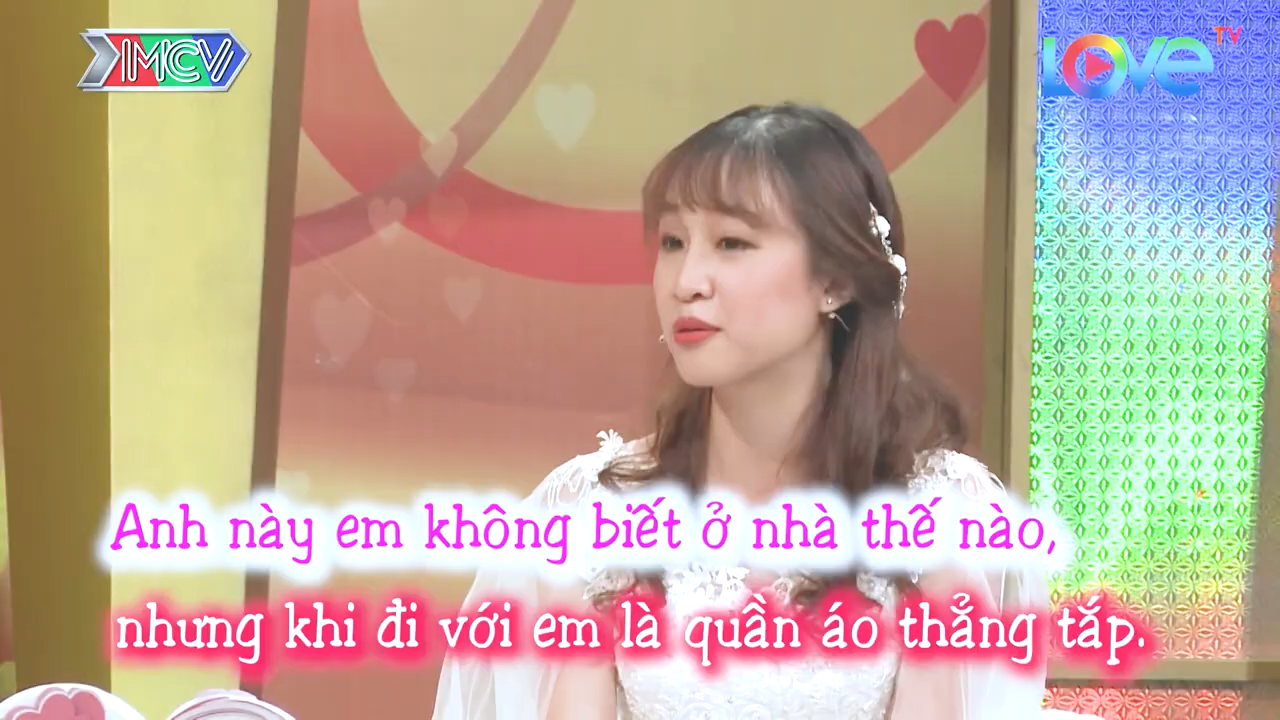 MCV
LOVE TV
Anh này em không biết ở nhà thế nào,
nhưng khi đi với em là quần áo thẳng tắp.